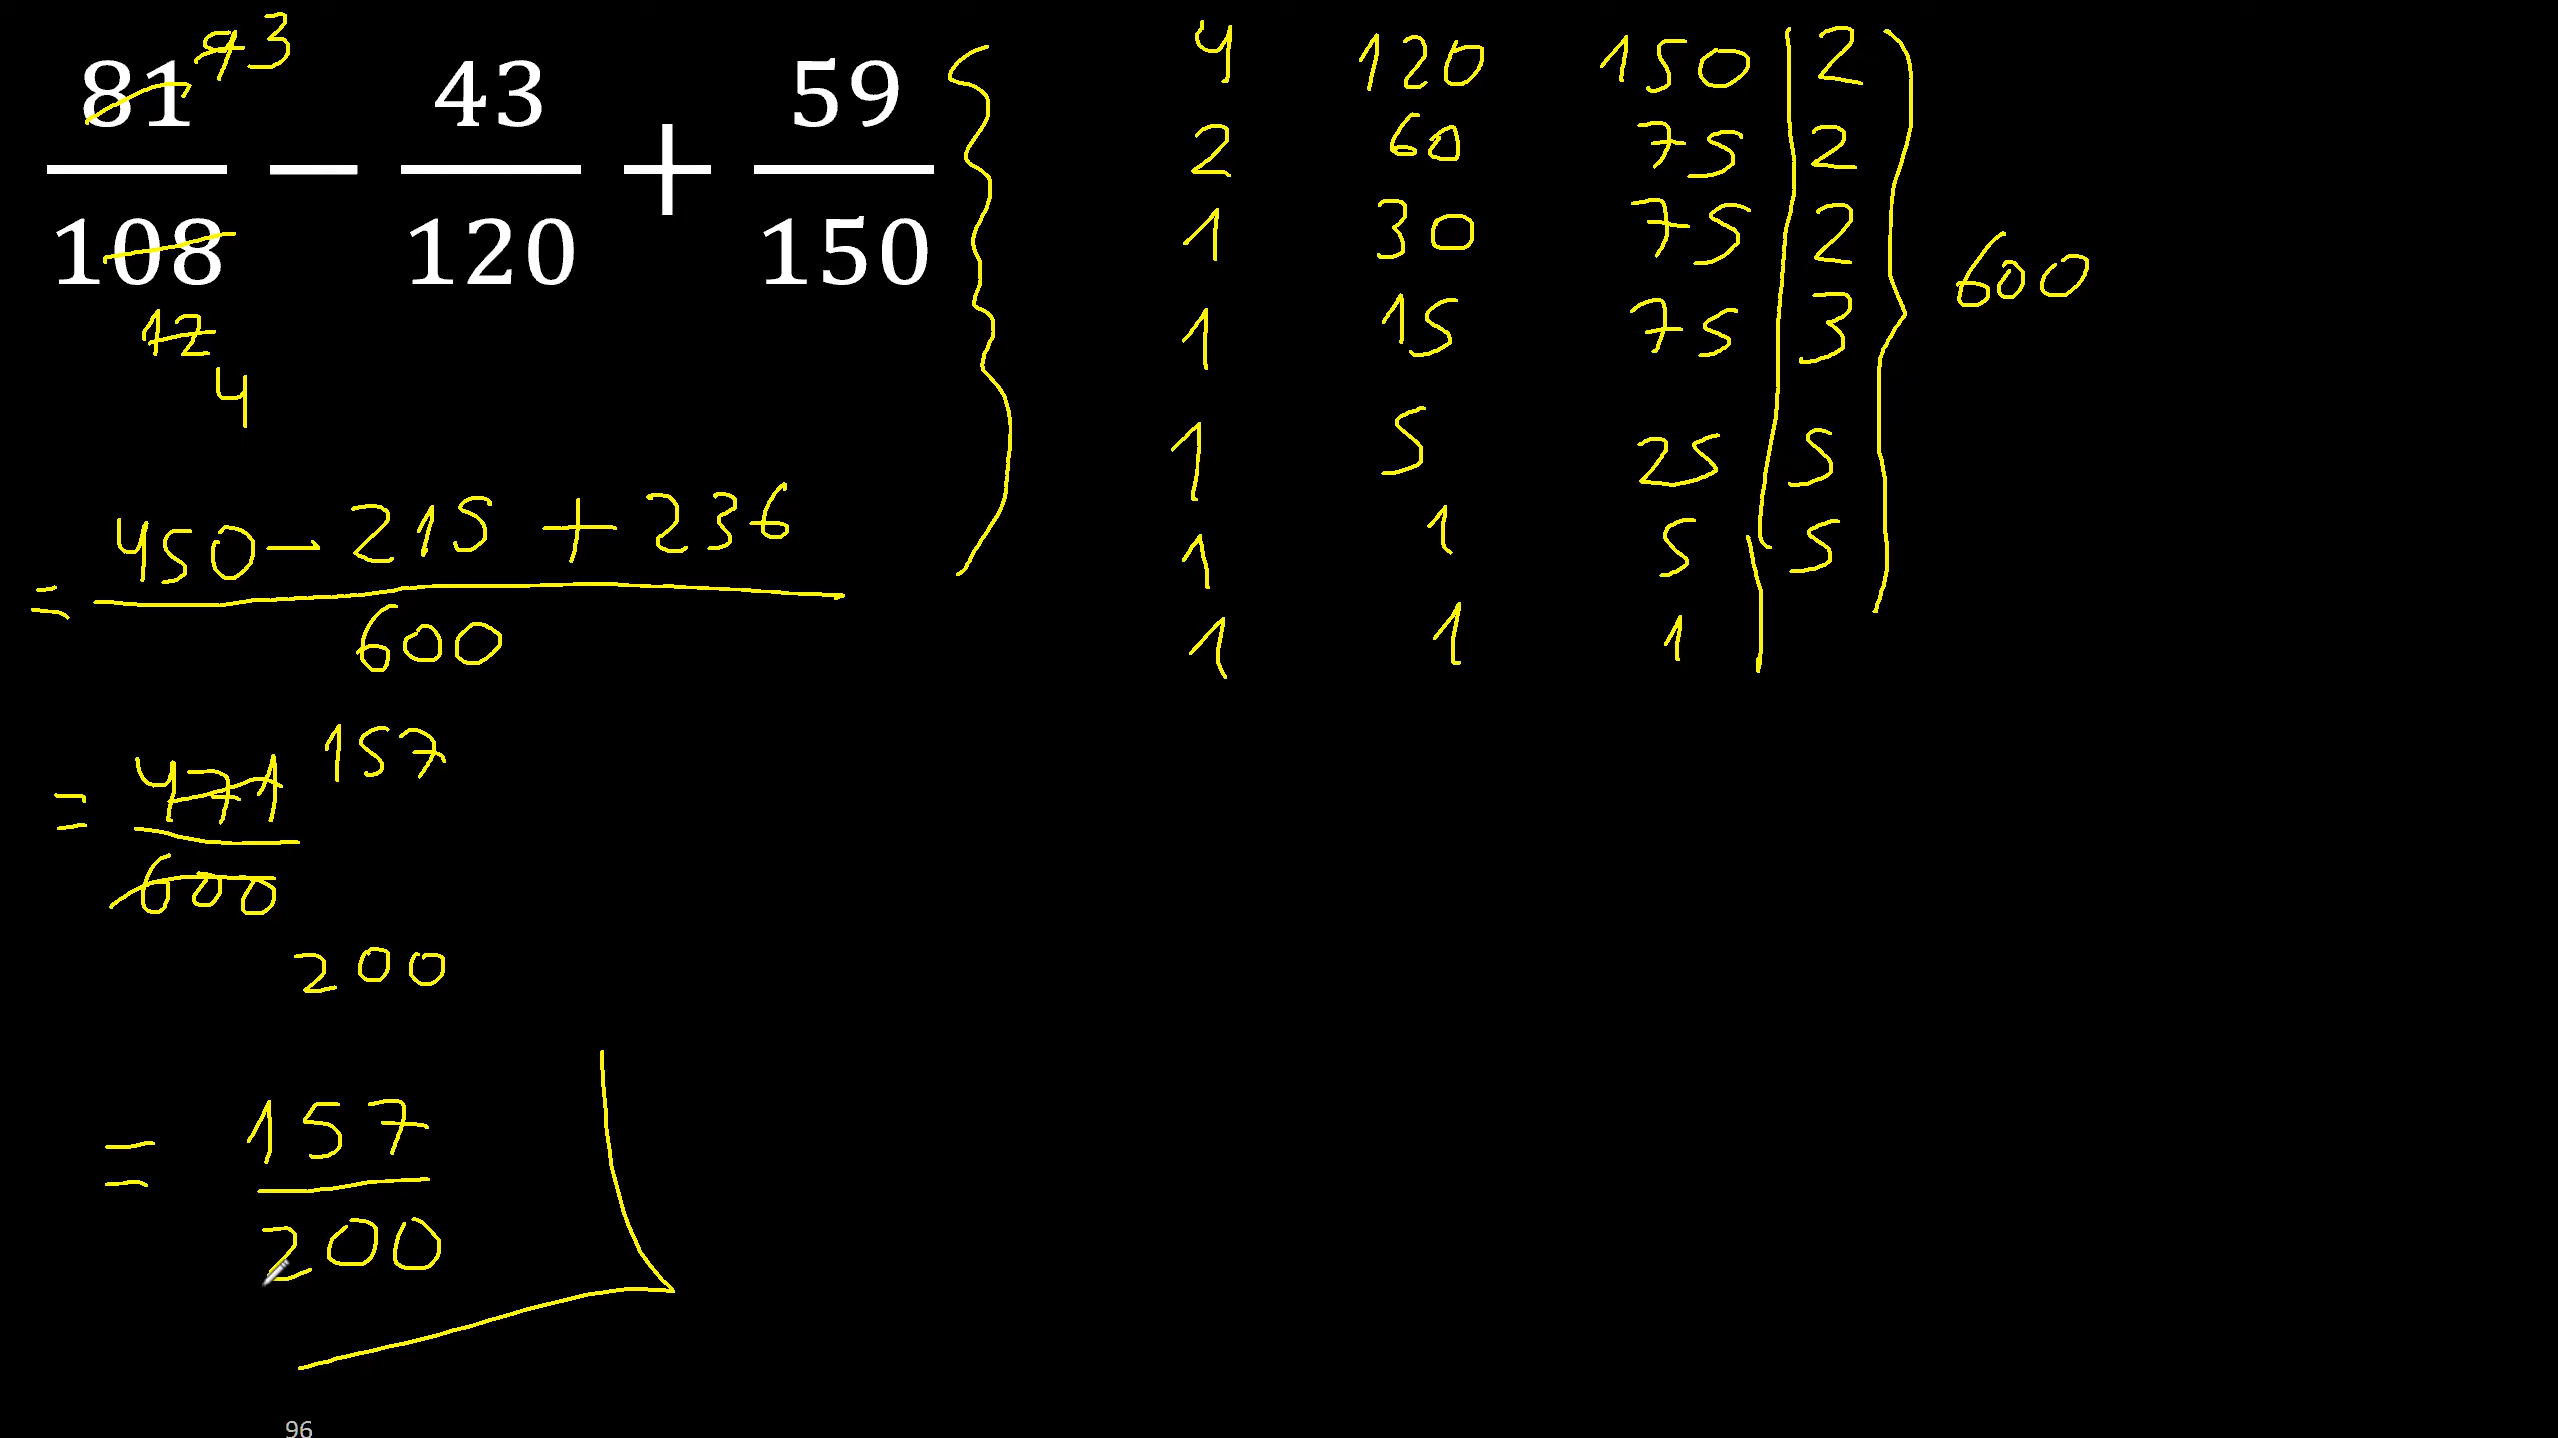 81 9 3
108 12 4
− 43
120
+ 59
150
= 450 − 215 + 236
600
= 471 157
600
200
= 157
200
4 120 150 2
2 60 75 2
1 30 75 2
1 15 75 3
1 5 25 5
1 1 5 5
1 1 1
600
96